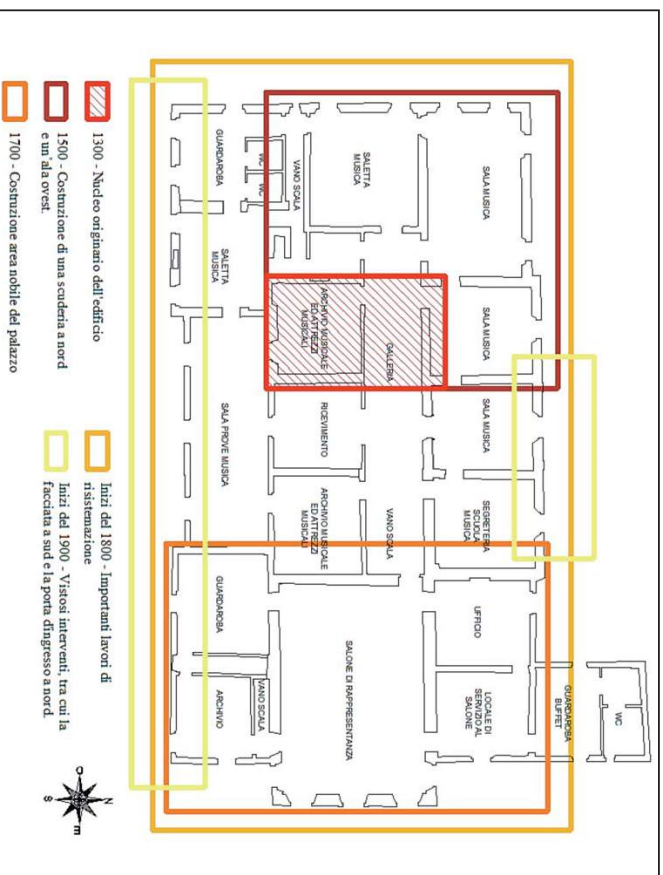 WC
GUARDAROBA
BUFFET
SALA MUSICA
SALA MUSICA
SALA MUSICA
SEGRETERIA
SCUOLA
MUSICA
UFFICIO
LOCALE DI
SERVIZIO AL
SALONE
SALETTA
MUSICA
GALLERIA
VANO SCALA
SALONE DI RAPPRESENTANZA
VANO SCALA
ARCHIVIO MUSICALE
ED ATTREZZI
MUSICALI
RICEVIMENTO
ARCHIVIO MUSICALE
ED ATTREZZI
MUSICALI
WC
WC
VANO SCALA
GUARDAROBA
SALETTA
MUSICA
SALA PROVE MUSICA
GUARDAROBA
ARCHIVIO
1300 - Nucleo originario dell'edificio
1500 - Costruzione di una scuderia a nord
e un'ala ovest.
1700 - Costruzione area nobile del palazzo
Inizi del 1800 - Importanti lavori di
risistemazione
Inizi del 1900 - Vistosi interventi, tra cui la
facciata a sud e la porta d'ingresso a nord.
N
O
E
S